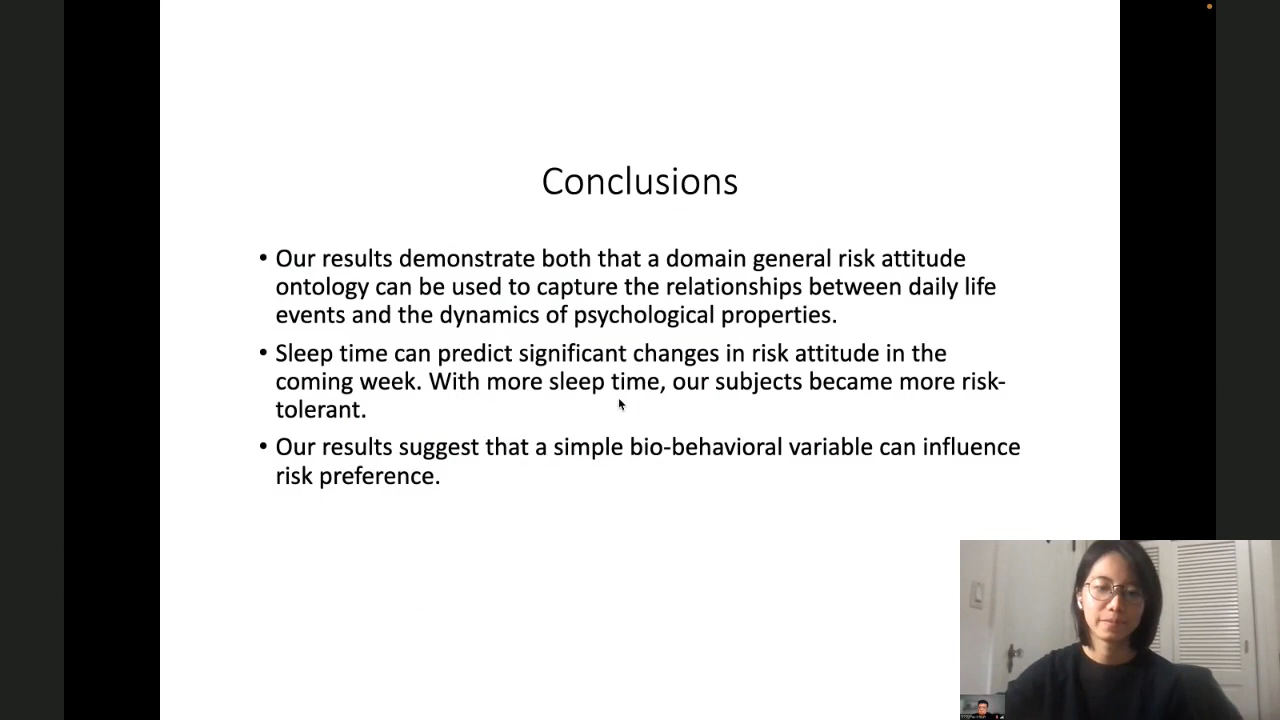 Conclusions
• Our results demonstrate both that a domain general risk attitude
ontology can be used to capture the relationships between daily life
events and the dynamics of psychological properties.
• Sleep time can predict significant changes in risk attitude in the
coming week. With more sleep time, our subjects became more risk-
tolerant.
• Our results suggest that a simple bio-behavioral variable can influence
risk preference.